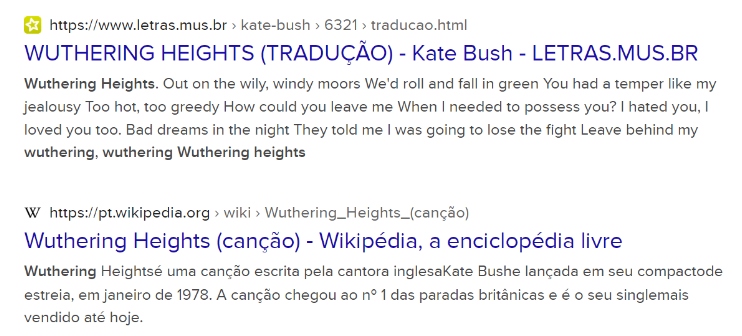 https://www.letras.mus.br › kate-bush › 6321 › traducao.html
WUTHERING HEIGHTS (TRADUÇÃO) - Kate Bush - LETRAS.MUS.BR
Wuthering Heights. Out on the wily, windy moors We'd roll and fall in green You had a temper like my
jealousy Too hot, too greedy How could you leave me When I needed to possess you? I hated you, I
loved you too. Bad dreams in the night They told me I was going to lose the fight Leave behind my
wuthering, wuthering Wuthering heights
W https://pt.wikipedia.org › wiki › Wuthering_Heights_(canção)
Wuthering Heights (canção) - Wikipédia, a enciclopédia livre
Wuthering Heightsé uma canção escrita pela cantora inglesaKate Bushe lançada em seu compactode
estreia, em janeiro de 1978. A canção chegou ao nº 1 das paradas britânicas e é o seu singlemais
vendido até hoje.